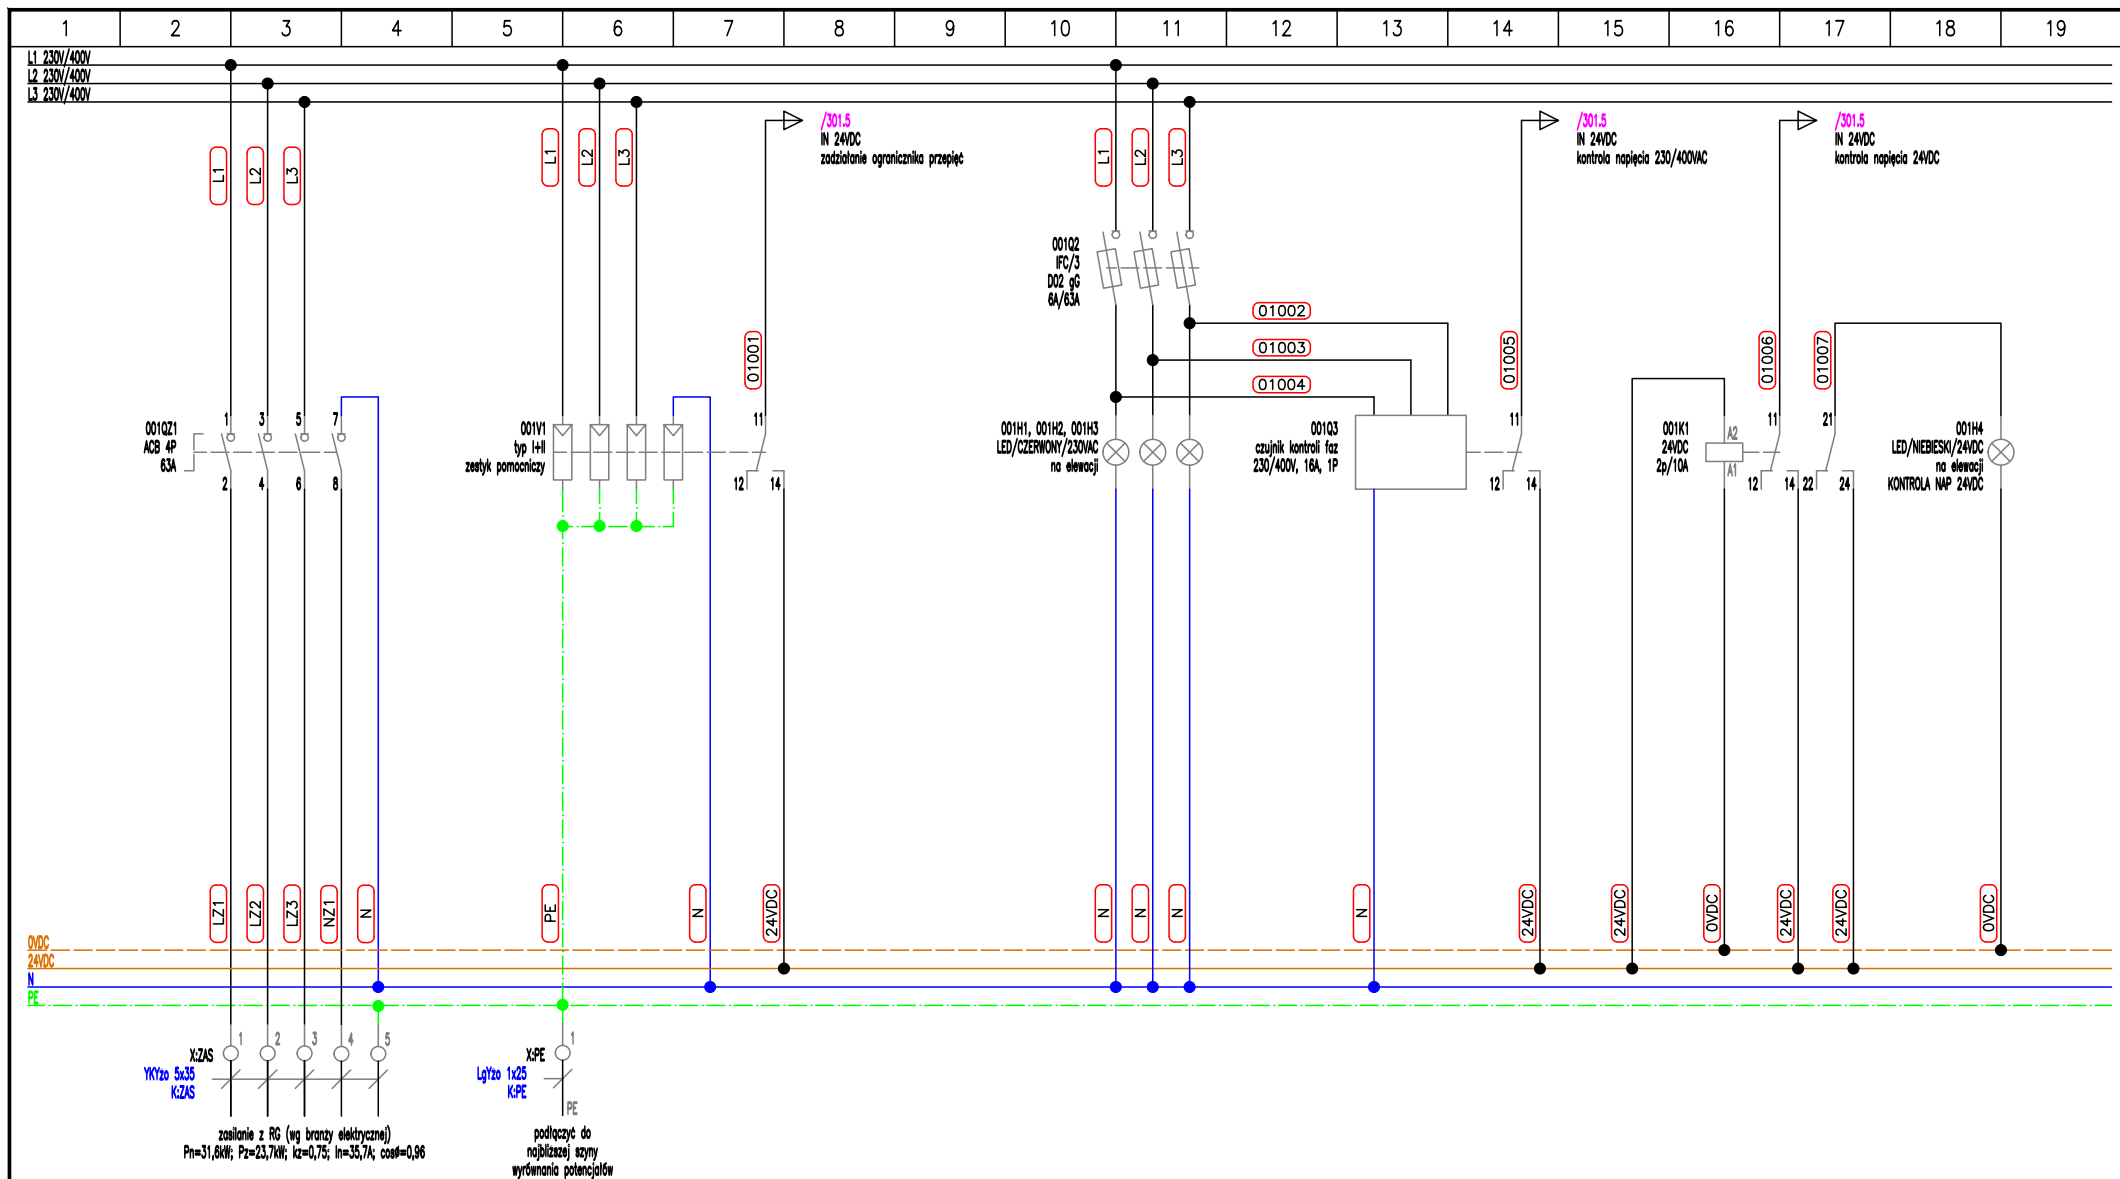 1 2 3 4 5 6 7 8 9 10 11 12 13 14 15 16 17 18 19
L1 230V/400V
L2 230V/400V
L3 230V/400V
L1
L2
L3
L1
L2
L3
/301.5
IN 24VDC
zadziałanie ogranicznika przepięć
L1
L2
L3
/301.5
IN 24VDC
kontrola napięcia 230/400VAC
/301.5
IN 24VDC
kontrola napięcia 24VDC
001Q2
IFC/3
D02 gG
6A/63A
01002
01003
01004
01001
01005
01006
01007
001QZ1
ACB 4P
63A
1 3 5 7
2 4 6 8
001V1
typ I+II
zestyk pomocniczy
11
12 14
001H1, 001H2, 001H3
LED/CZERWONY/230VAC
na elewacji
001Q3
czujnik kontroli faz
230/400V, 16A, 1P
11
12 14
001K1
24VDC
2p/10A
A2
A1
11
12 14
21
22 24
001H4
LED/NIEBIESKI/24VDC
na elewacji
KONTROLA NAP 24VDC
LZ1
LZ2
LZ3
NZ1
N
PE
N
24VDC
N
N
N
N
24VDC
24VDC
0VDC
24VDC
24VDC
0VDC
0VDC
24VDC
N
PE
1 2 3 4 5
X:ZAS
YKYżo 5x35
K:ZAS
zasilanie z RG (wg branży elektrycznej)
Pn=31,6kW; Pz=23,7kW; kz=0,75; In=35,7A; cosø=0,96
1
X:PE
LgYżo 1x25
K:PE
PE
podłączyć do
najbliższej szyny
wyrównania potencjałów